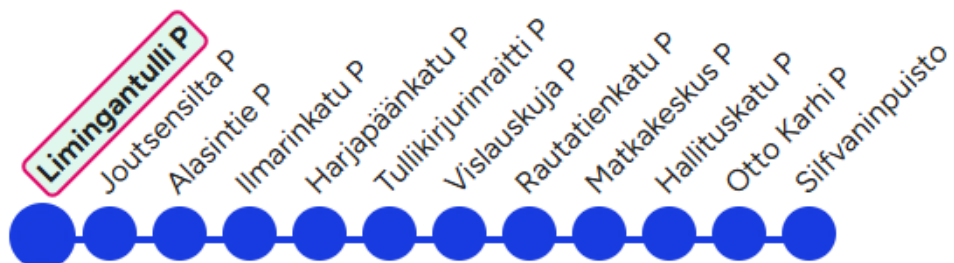 Limingantulli P
Joutsensilta P
Alasintie P
Ilmarinkatu P
Harjapäänkatu P
Tullikirjurinraitti P
Vislauskuja P
Rautatienkatu P
Matkakeskus P
Hallituskatu P
Otto Karhi P
Silfvaninpuisto